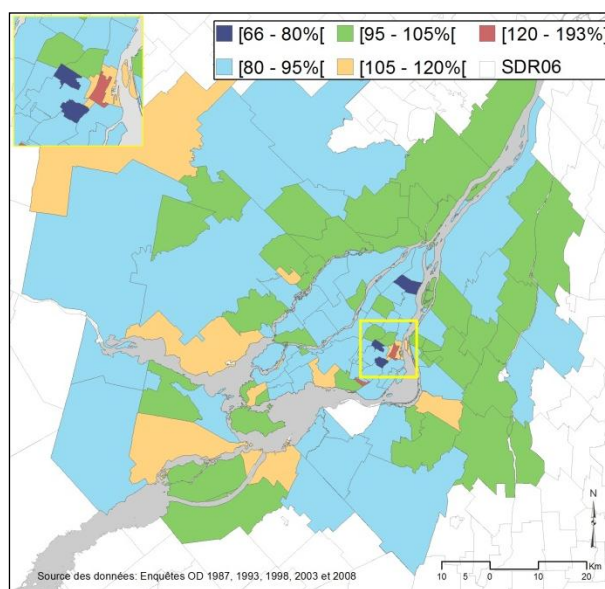 [66 - 80%[ [95 - 105%[ [120 - 193%[
[80 - 95%[ [105 - 120%[ SDR06
N
10 5 0 10 20
Km
Source des données: Enquêtes OD 1987, 1993, 1998, 2003 et 2008